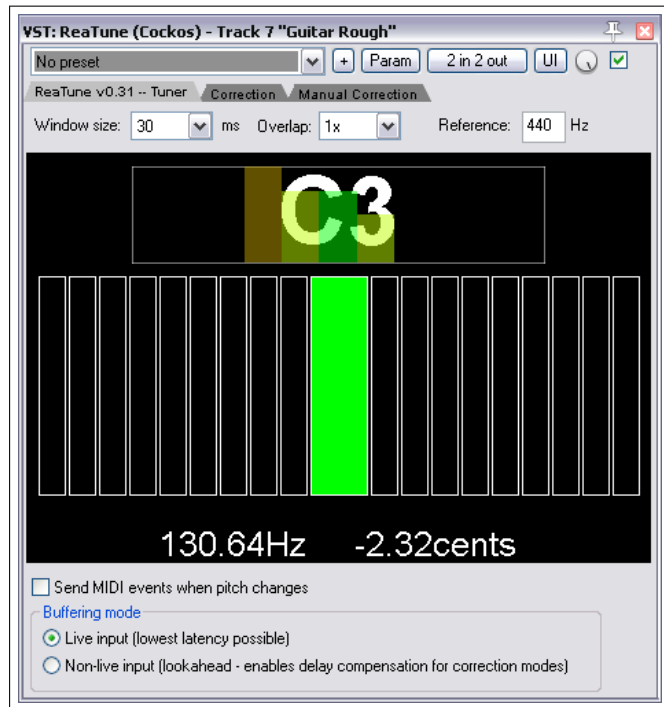 VST: ReaTune (Cockos) - Track 7 "Guitar Rough"
No preset + Param 2 in 2 out UI
ReaTune v0.31 -- Tuner Correction Manual Correction
Window size: 30 ms Overlap: 1x Reference: 440 Hz
C3
130.64Hz -2.32cents
Send MIDI events when pitch changes
Buffering mode
Live input (lowest latency possible)
Non-live input (lookahead - enables delay compensation for correction modes)